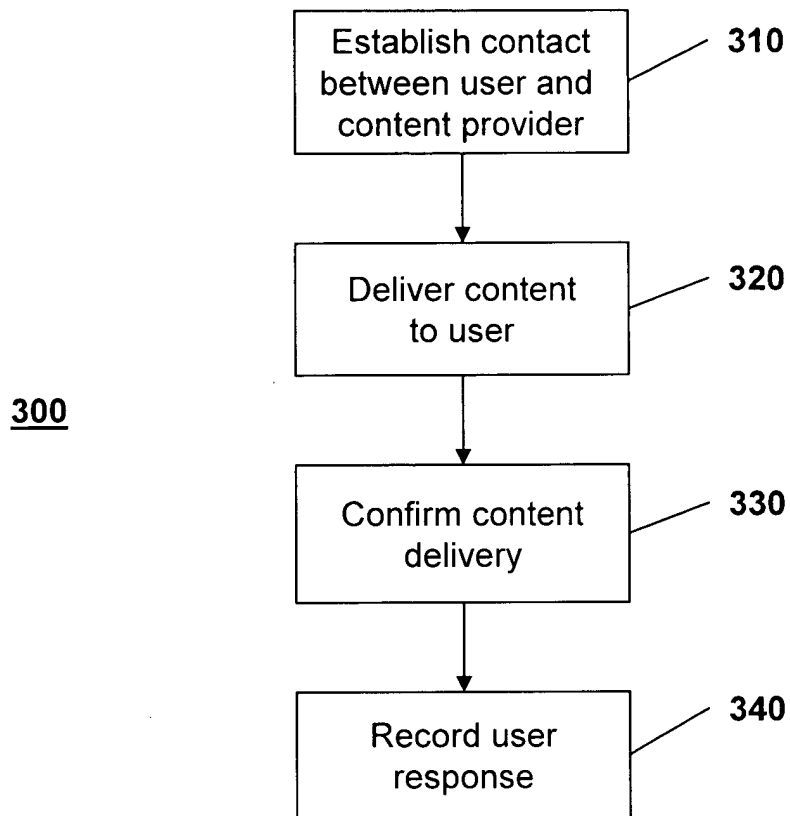 Establish contact
between user and
content provider
310
Deliver content
to user
320
300
Confirm content
delivery
330
Record user
response
340